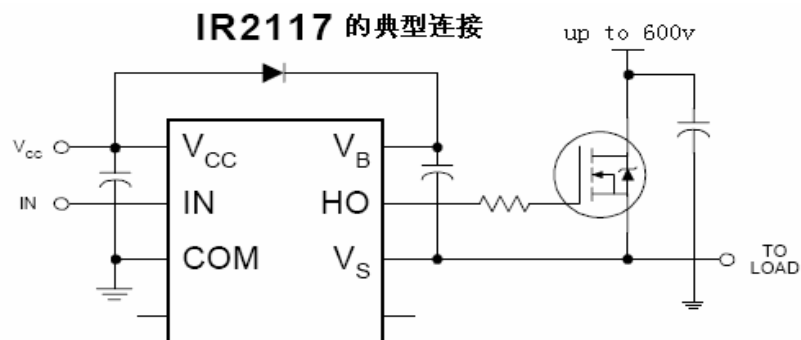 IR2117 的典型连接
up to 600v
Vcc
VCC
VB
IN
IN
HO
COM
VS
TO
LOAD